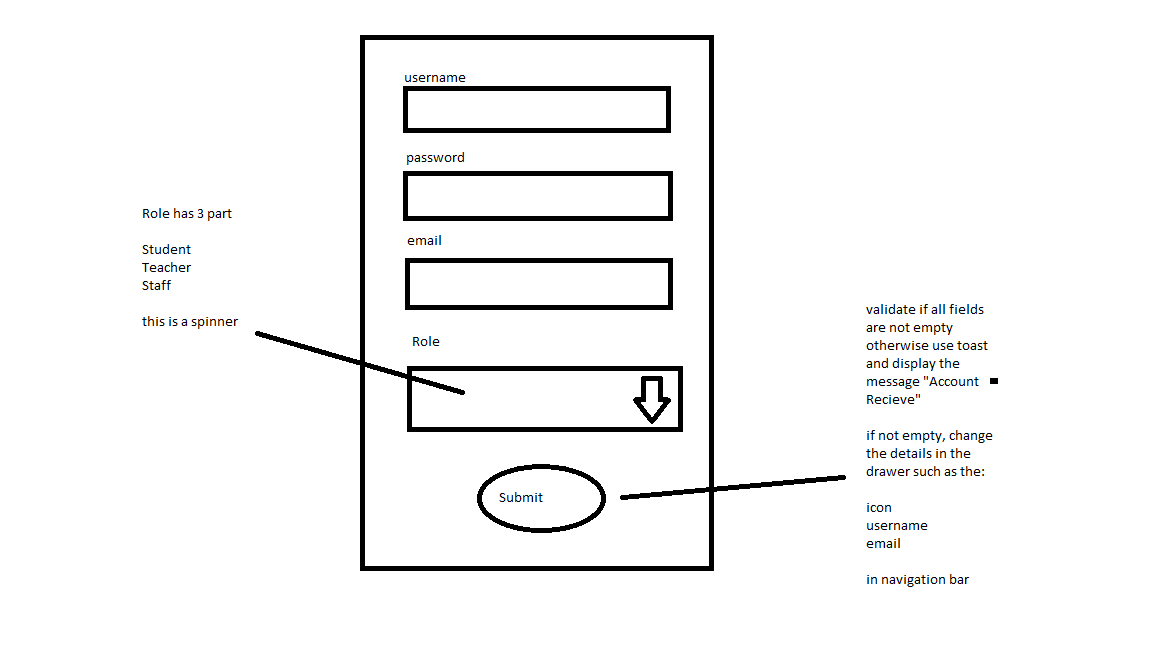 username
password
email
Role
Submit
Role has 3 part
Student
Teacher
Staff
this is a spinner
validate if all fields
are not empty
otherwise use toast
and display the
message "Account
Recieve"
if not empty, change
the details in the
drawer such as the:
icon
username
email
in navigation bar